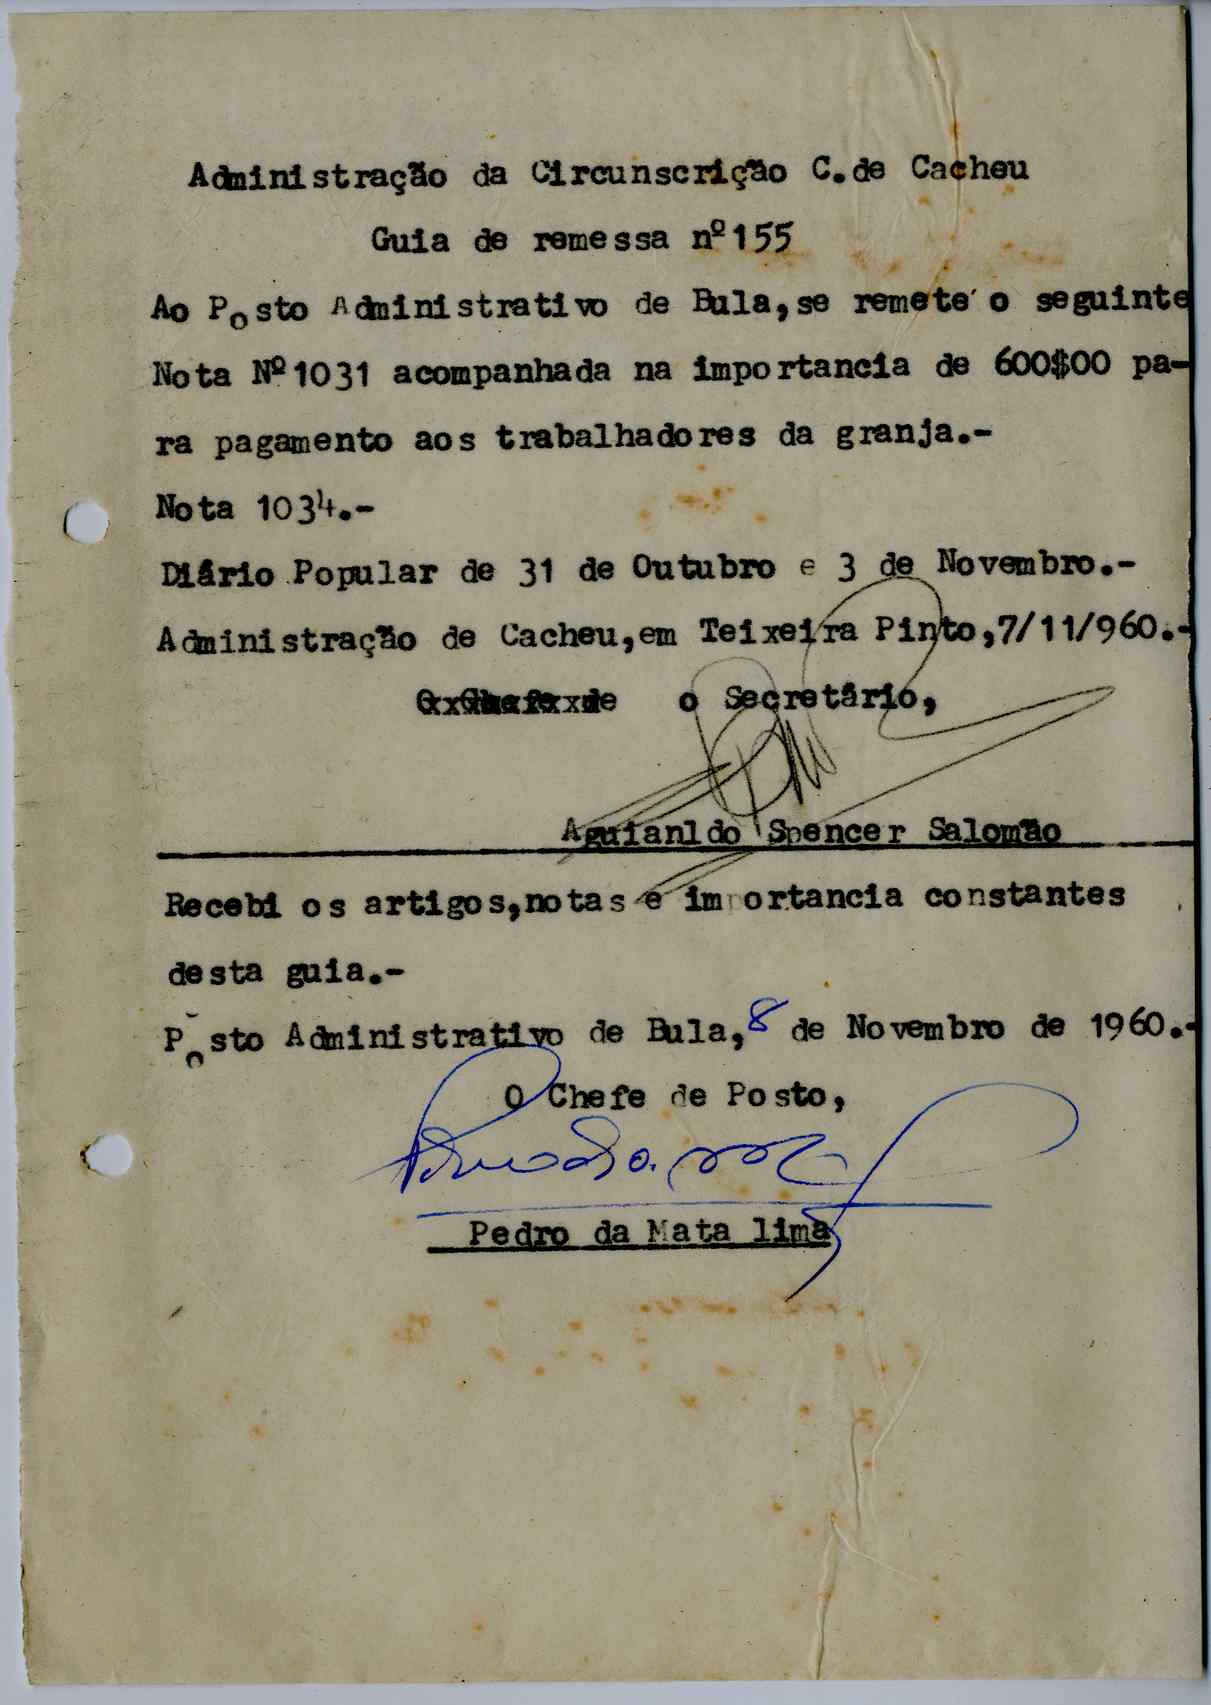 Administração da Circunscrição C.de Cacheu
Guia de remessa nº155
Ao Posto Administrativo de Bula,se remete o seguinte
Nota Nº1031 acompanhada na importancia de 600$00 pa-
ra pagamento aos trabalhadores da granja.-
Nota 1034.-
Diário Popular de 31 de Outubro e 3 de Novembro.-
Administração de Cacheu,em Teixeira Pinto,7/11/960.-
o Secretário,
Aguianldo Spencer Salomão
Recebi os artigos,notas e importancia constantes
desta guia.-
Posto Administrativo de Bula,8 de Novembro de 1960.-
O Chefe de Posto,
Pedro da Mata lima